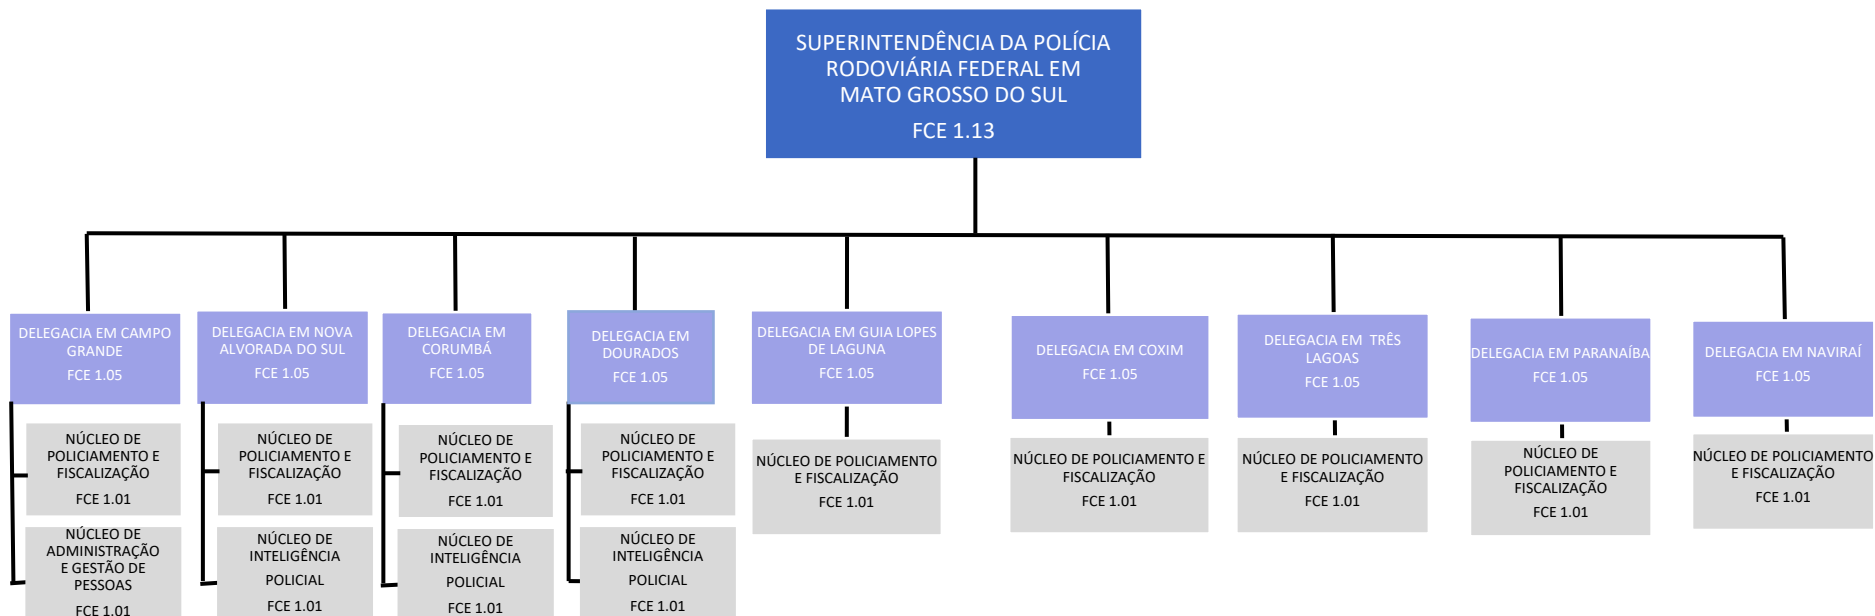 SUPERINTENDÊNCIA DA POLÍCIA
RODOVIÁRIA FEDERAL EM
MATO GROSSO DO SUL
FCE 1.13
DELEGACIA EM CAMPO
GRANDE
FCE 1.05
NÚCLEO DE
POLICIAMENTO E
FISCALIZAÇÃO
FCE 1.01
NÚCLEO DE
ADMINISTRAÇÃO
E GESTÃO DE
PESSOAS
FCE 1.01
DELEGACIA EM NOVA
ALVORADA DO SUL
FCE 1.05
NÚCLEO DE
POLICIAMENTO E
FISCALIZAÇÃO
FCE 1.01
NÚCLEO DE
INTELIGÊNCIA
POLICIAL
FCE 1.01
DELEGACIA EM
CORUMBÁ
FCE 1.05
NÚCLEO DE
POLICIAMENTO E
FISCALIZAÇÃO
FCE 1.01
NÚCLEO DE
INTELIGÊNCIA
POLICIAL
FCE 1.01
DELEGACIA EM
DOURADOS
FCE 1.05
NÚCLEO DE
POLICIAMENTO E
FISCALIZAÇÃO
FCE 1.01
NÚCLEO DE
INTELIGÊNCIA
POLICIAL
FCE 1.01
DELEGACIA EM GUIA LOPES
DE LAGUNA
FCE 1.05
NÚCLEO DE POLICIAMENTO
E FISCALIZAÇÃO
FCE 1.01
DELEGACIA EM COXIM
FCE 1.05
NÚCLEO DE POLICIAMENTO E
FISCALIZAÇÃO
FCE 1.01
DELEGACIA EM TRÊS
LAGOAS
FCE 1.05
NÚCLEO DE POLICIAMENTO
E FISCALIZAÇÃO
FCE 1.01
DELEGACIA EM PARANAÍBA
FCE 1.05
NÚCLEO DE
POLICIAMENTO E
FISCALIZAÇÃO
FCE 1.01
DELEGACIA EM NAVIRAÍ
FCE 1.05
NÚCLEO DE POLICIAMENTO
E FISCALIZAÇÃO
FCE 1.01